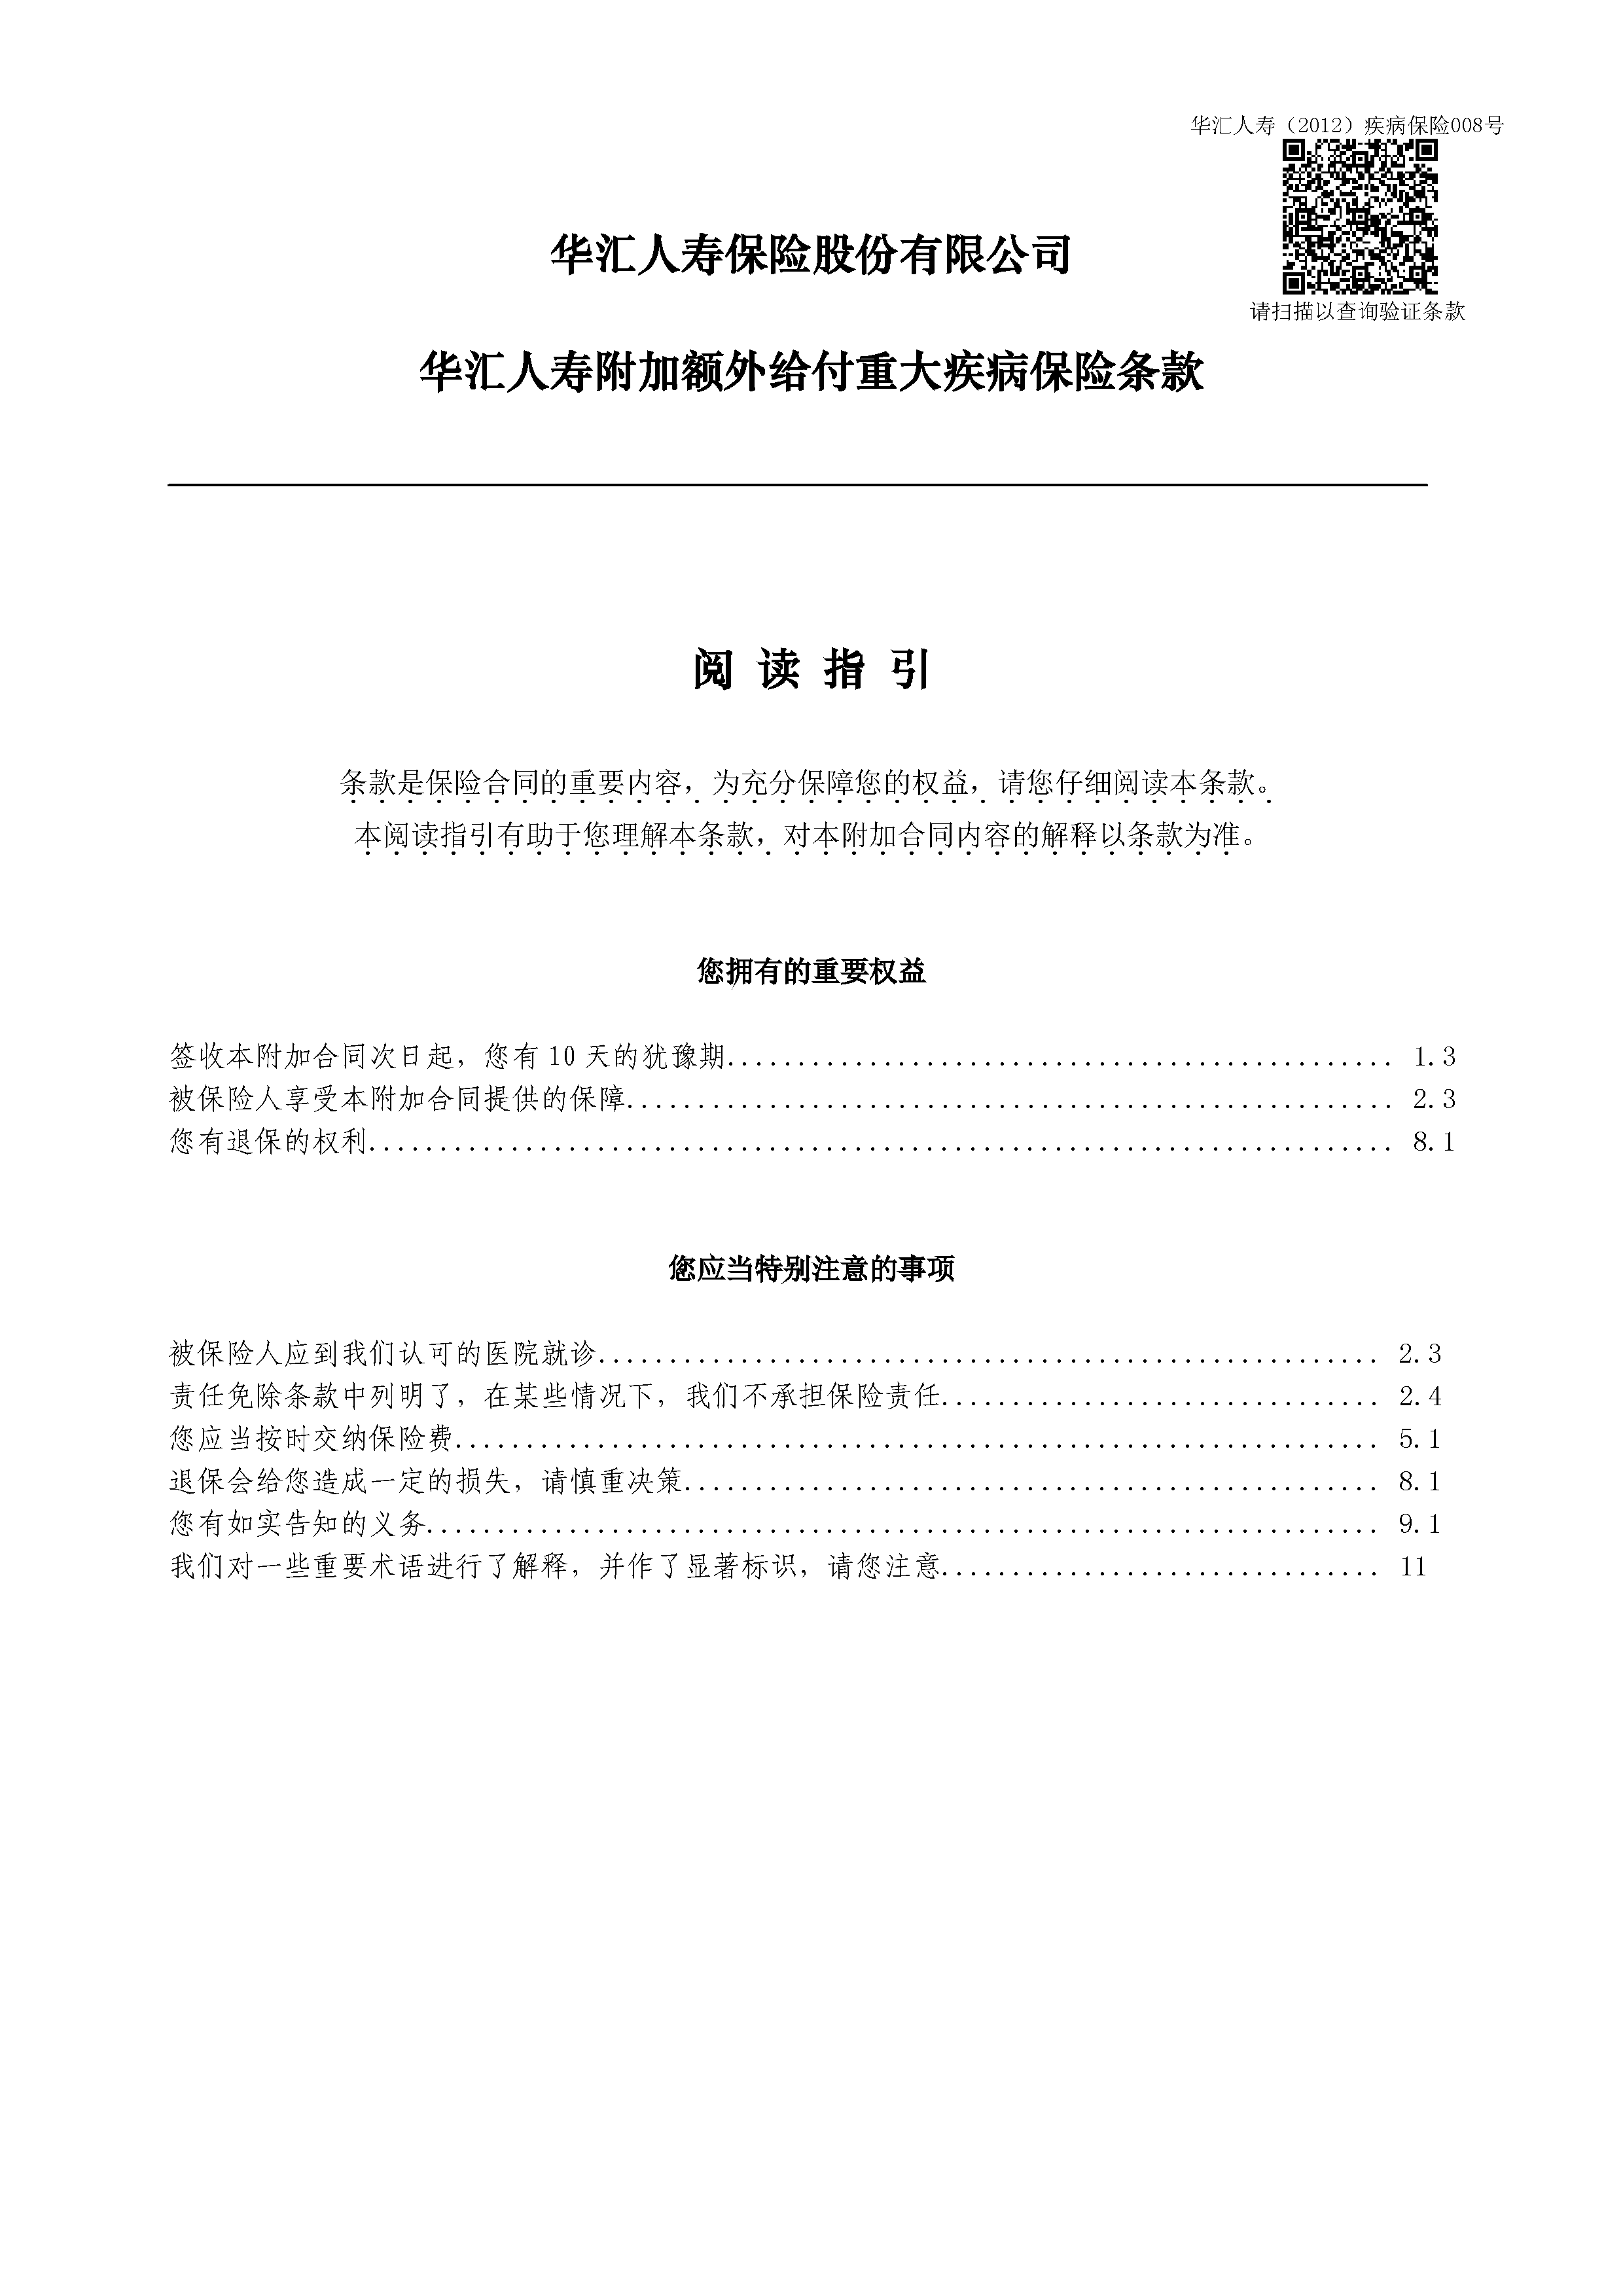 华汇人寿（2012）疾病保险008号
请扫描以查询验证条款
华汇人寿保险股份有限公司
华汇人寿附加额外给付重大疾病保险条款
阅 读 指 引
条款是保险合同的重要内容，为充分保障您的权益，请您仔细阅读本条款。
本阅读指引有助于您理解本条款，对本附加合同内容的解释以条款为准。
您拥有的重要权益
签收本附加合同次日起，您有 10 天的犹豫期............................................... 1.3
被保险人享受本附加合同提供的保障...................................................... 2.3
您有退保的权利........................................................................ 8.1
您应当特别注意的事项
被保险人应到我们认可的医院就诊....................................................... 2.3
责任免除条款中列明了，在某些情况下，我们不承担保险责任............................... 2.4
您应当按时交纳保险费................................................................. 5.1
退保会给您造成一定的损失，请慎重决策................................................. 8.1
您有如实告知的义务................................................................... 9.1
我们对一些重要术语进行了解释，并作了显著标识，请您注意............................... 11